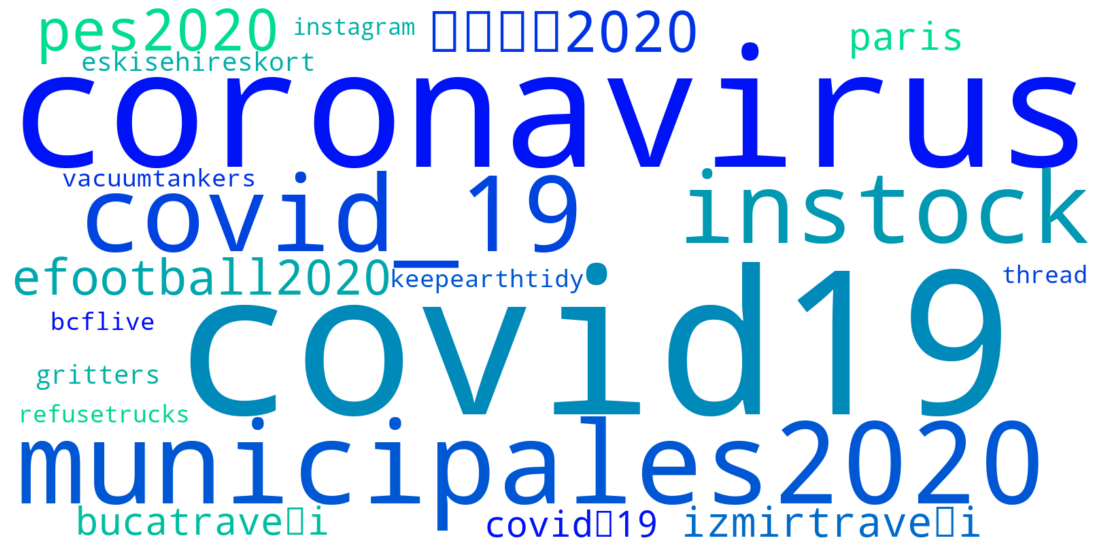 pes2020
instagram
□□□□2020
paris
eskisehireskort
coronavirus
vacuumtankers
covid_19
instock
efootball2020
keepearthtidy
thread
covid19
bcflive
gritters
refusetrucks
municipales2020
bucatrave□i
covid□19
izmirtrave□i